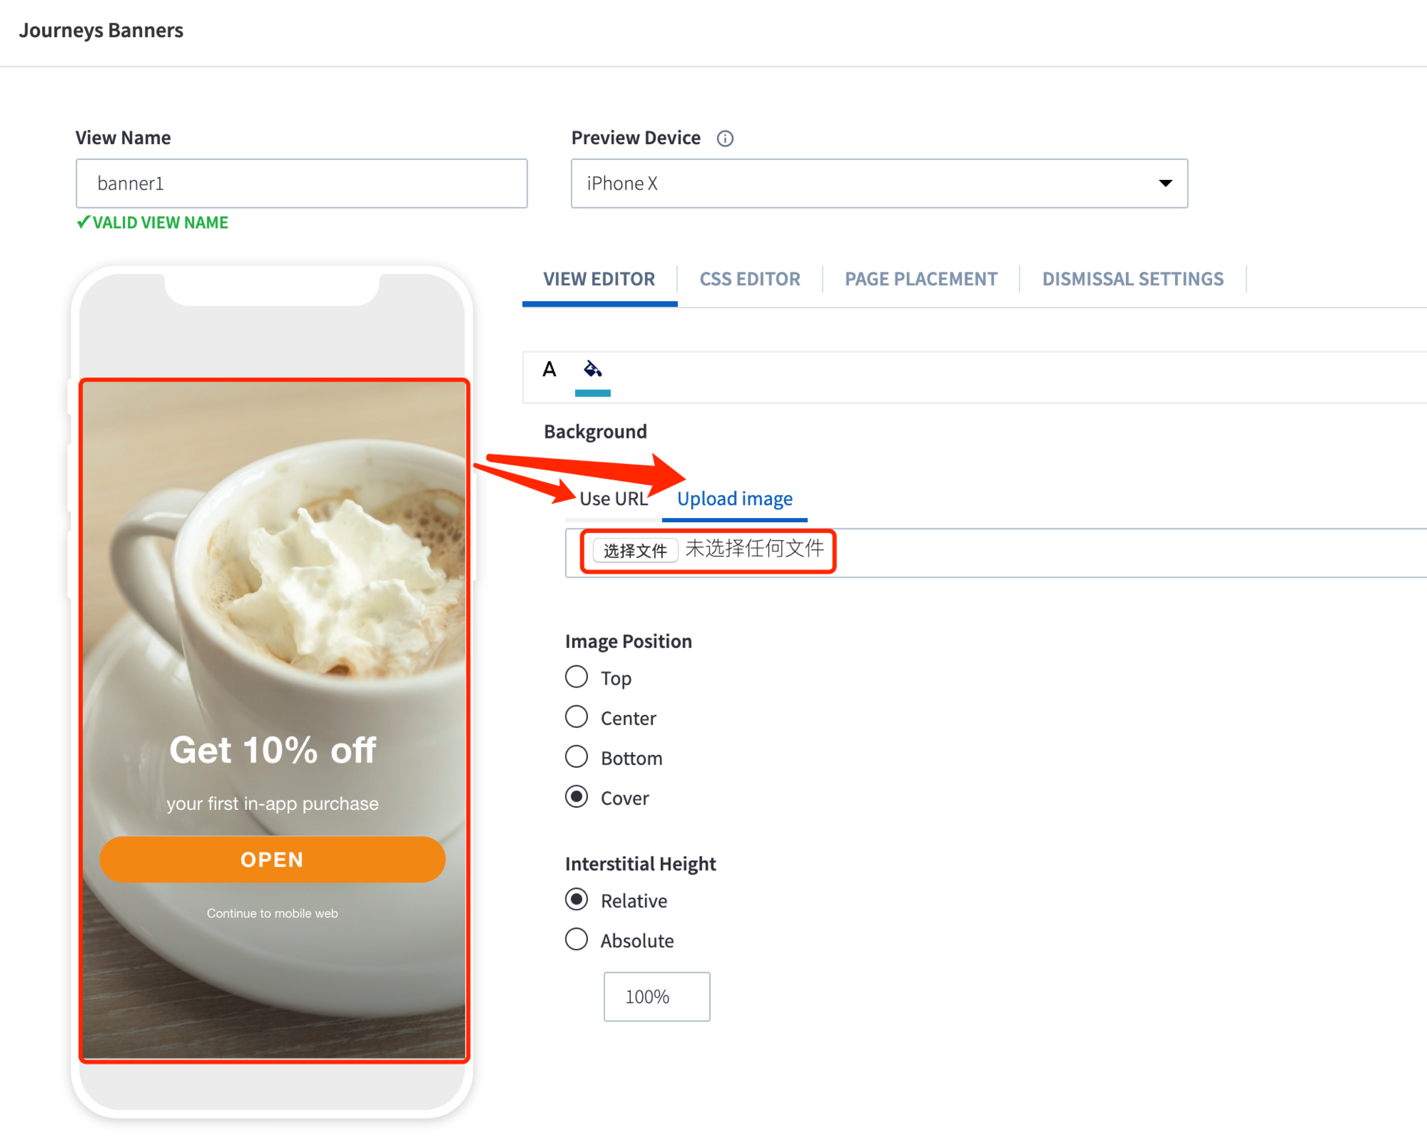 Journeys Banners
View Name
Preview Device
banner1
iPhone X
✓VALID VIEW NAME
VIEW EDITOR
CSS EDITOR
PAGE PLACEMENT
DISMISSAL SETTINGS
A
Background
Use URL
Upload image
选择文件 未选择任何文件
Image Position
Top
Center
Bottom
Cover
Interstitial Height
Relative
Absolute
100%
Get 10% off
your first in-app purchase
OPEN
Continue to mobile web